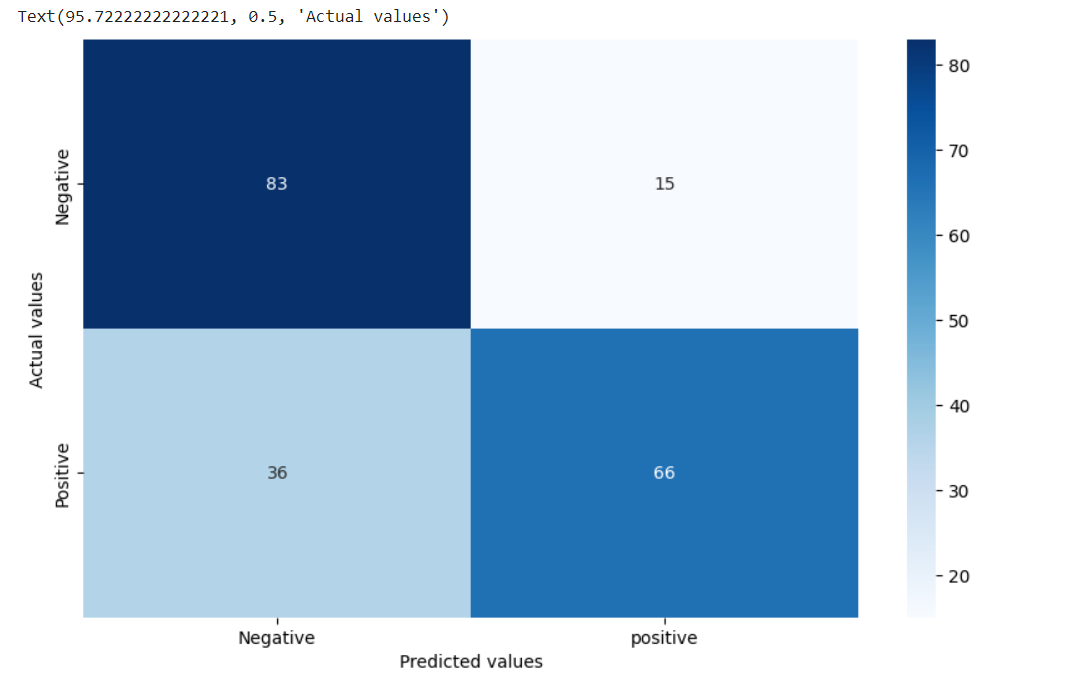 Text(95.72222222222221, 0.5, 'Actual values')
80
70
60
50
40
30
20
Actual values
Negative
83
15
Positive
36
66
Negative
positive
Predicted values